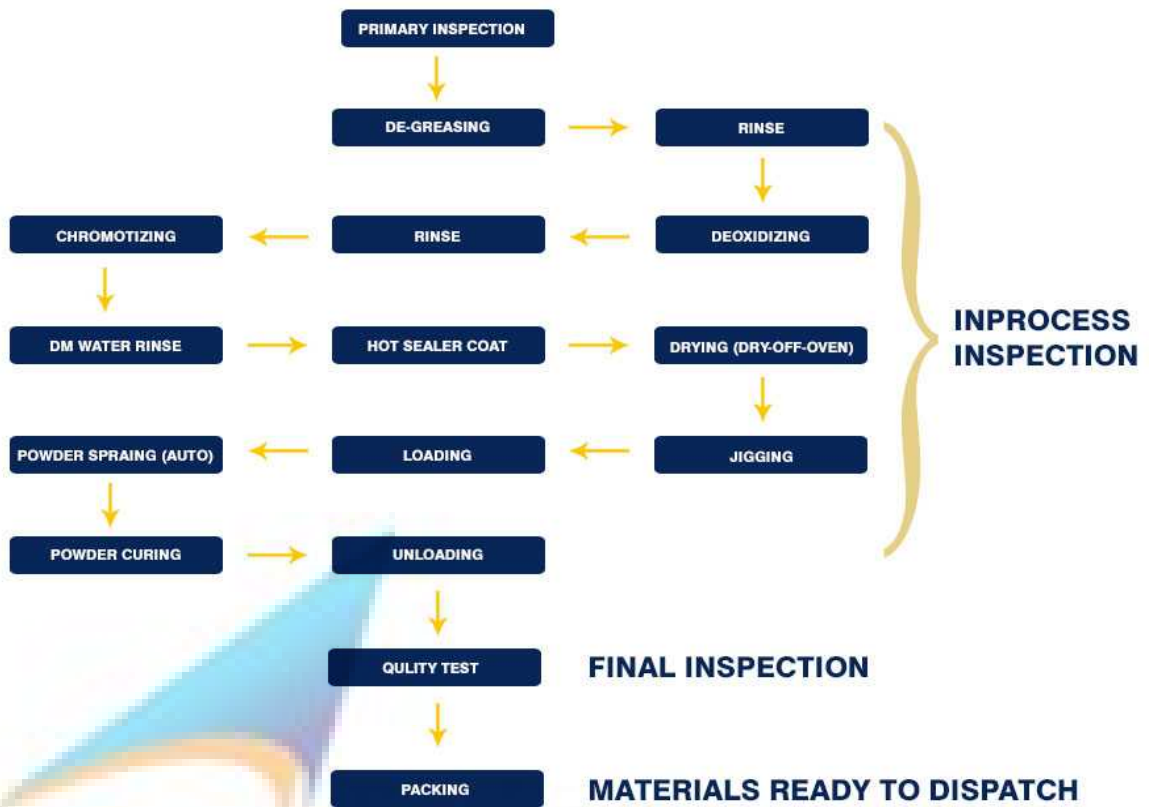 PRIMARY INSPECTION
DE-GREASING
RINSE
DEOXIDIZING
RINSE
CHROMOTIZING
DM WATER RINSE
HOT SEALER COAT
DRYING (DRY-OFF-OVEN)
JIGGING
LOADING
POWDER SPRAING (AUTO)
POWDER CURING
UNLOADING
INPROCESS
INSPECTION
QULITY TEST
FINAL INSPECTION
PACKING
MATERIALS READY TO DISPATCH